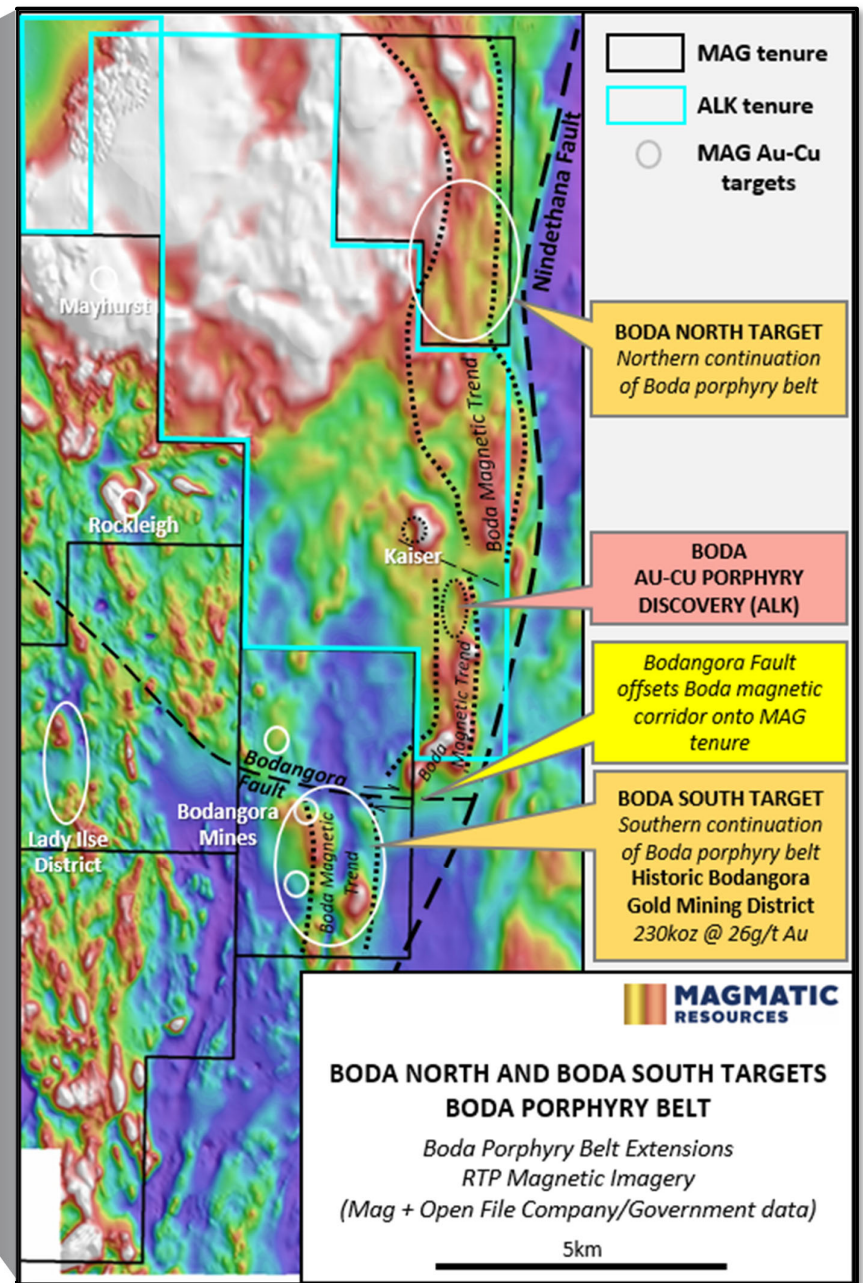 MAG tenure
ALK tenure
MAG Au-Cu
targets
Nindethana Fault
Mayhurst
BODA NORTH TARGET
Northern continuation
of Boda porphyry belt
Boda Magnetic Trend
Rockleigh
Kaiser
BODA
AU-CU PORPHYRY
DISCOVERY (ALK)
Bodangora Fault
offsets Boda magnetic
corridor onto MAG
tenure
Boda
Magnetic Trend
Bodangora
Fault
Bodangora
Mines
Lady Ilse
District
Boda Magnetic
Trend
BODA SOUTH TARGET
Southern continuation
of Boda porphyry belt
Historic Bodangora
Gold Mining District
230koz @ 26g/t Au
MAGMATIC
RESOURCES
BODA NORTH AND BODA SOUTH TARGETS
BODA PORPHYRY BELT
Boda Porphyry Belt Extensions
RTP Magnetic Imagery
(Mag + Open File Company/Government data)
5km